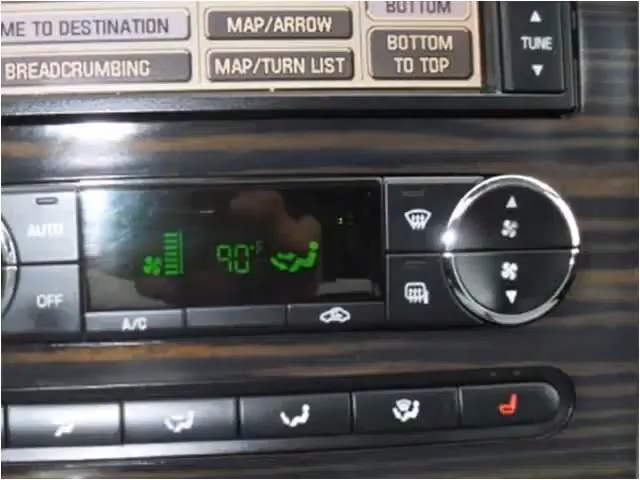 ME TO DESTINATION
MAP/ARROW
BOTTOM
BREADCRUMBING
MAP/TURN LIST
BOTTOM
TO TOP
TUNE
AUTO
90°F
OFF
A/C